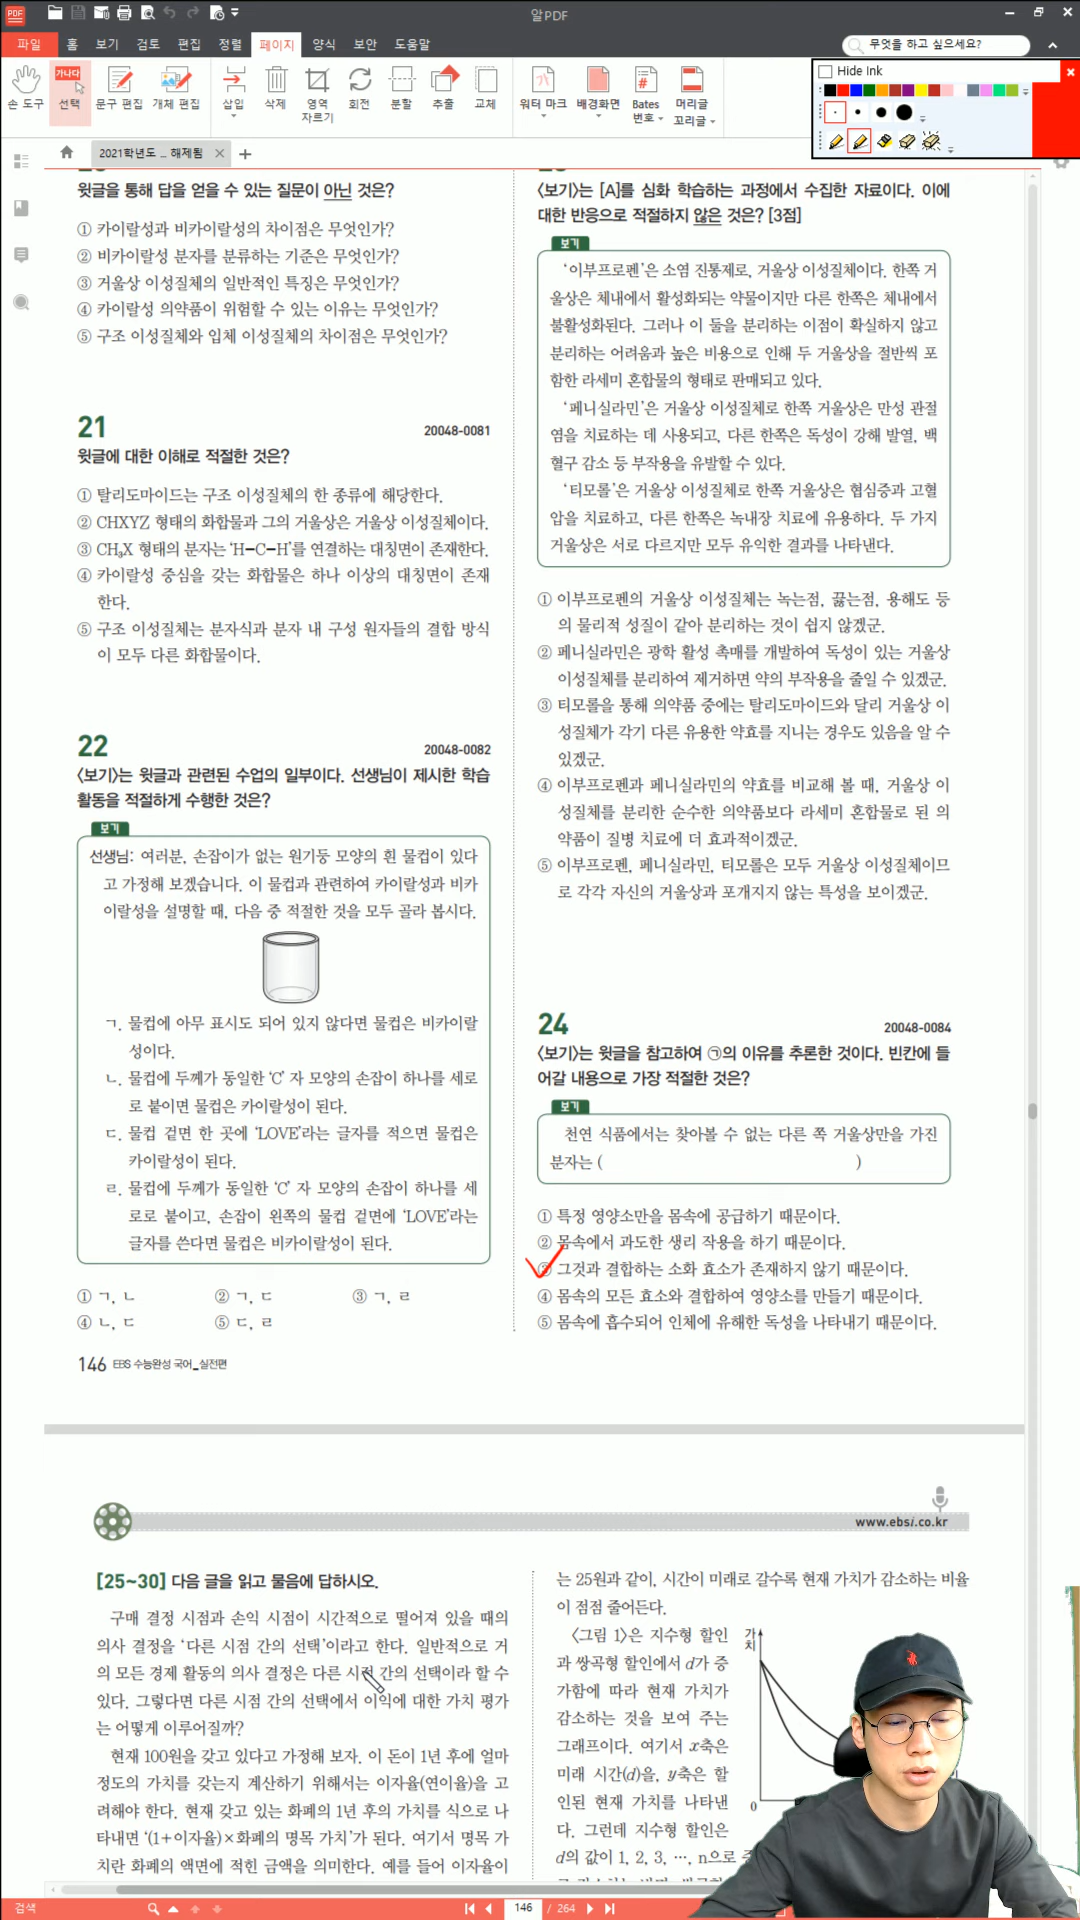 알PDF
파일 홈 보기 검토 편집 정렬 페이지 양식 보안 도움말
무엇을 하고 싶으세요?
손 도구 선택 문구 편집 개체 편집 삽입 삭제 영역 자르기 회전 분할 추출 교체 워터 마크 배경화면 Bates 번호 머리글 꼬리글
Hide Ink
2021학년도 ... 해제됨
윗글을 통해 답을 얻을 수 있는 질문이 아닌 것은?
① 카이랄성과 비카이랄성의 차이점은 무엇인가?
② 비카이랄성 분자를 분류하는 기준은 무엇인가?
③ 거울상 이성질체의 일반적인 특징은 무엇인가?
④ 카이랄성 의약품이 위험할 수 있는 이유는 무엇인가?
⑤ 구조 이성질체와 입체 이성질체의 차이점은 무엇인가?
21
20048-0081
윗글에 대한 이해로 적절한 것은?
① 탈리도마이드는 구조 이성질체의 한 종류에 해당한다.
② CHXYZ 형태의 화합물과 그의 거울상은 거울상 이성질체이다.
③ CH₃X 형태의 분자는 ‘H-C-H’를 연결하는 대칭면이 존재한다.
④ 카이랄성 중심을 갖는 화합물은 하나 이상의 대칭면이 존재
한다.
⑤ 구조 이성질체는 분자식과 분자 내 구성 원자들의 결합 방식
이 모두 다른 화합물이다.
22
20048-0082
〈보기〉는 윗글과 관련된 수업의 일부이다. 선생님이 제시한 학습
활동을 적절하게 수행한 것은?
보기
선생님: 여러분, 손잡이가 없는 원기둥 모양의 흰 물컵이 있다
고 가정해 보겠습니다. 이 물컵과 관련하여 카이랄성과 비카
이랄성을 설명할 때, 다음 중 적절한 것을 모두 골라 봅시다.
ㄱ. 물컵에 아무 표시도 되어 있지 않다면 물컵은 비카이랄
성이다.
ㄴ. 물컵에 두께가 동일한 ‘C’ 자 모양의 손잡이 하나를 세로
로 붙이면 물컵은 카이랄성이 된다.
ㄷ. 물컵 겉면 한 곳에 ‘LOVE’라는 글자를 적으면 물컵은
카이랄성이 된다.
ㄹ. 물컵에 두께가 동일한 ‘C’ 자 모양의 손잡이 하나를 세
로로 붙이고, 손잡이 왼쪽의 물컵 겉면에 ‘LOVE’라는
글자를 쓴다면 물컵은 비카이랄성이 된다.
① ㄱ, ㄴ ② ㄱ, ㄷ ③ ㄱ, ㄹ
④ ㄴ, ㄷ ⑤ ㄷ, ㄹ
146 EBS 수능완성 국어_실전편
〈보기〉는 [A]를 심화 학습하는 과정에서 수집한 자료이다. 이에
대한 반응으로 적절하지 않은 것은? [3점]
보기
‘이부프로펜’은 소염 진통제로, 거울상 이성질체이다. 한쪽 거
울상은 체내에서 활성화되는 약물이지만 다른 한쪽은 체내에서
불활성화된다. 그러나 이 둘을 분리하는 이점이 확실하지 않고
분리하는 어려움과 높은 비용으로 인해 두 거울상을 절반씩 포
함한 라세미 혼합물의 형태로 판매되고 있다.
‘페니실라민’은 거울상 이성질체로 한쪽 거울상은 만성 관절
염을 치료하는 데 사용되고, 다른 한쪽은 독성이 강해 발열, 백
혈구 감소 등 부작용을 유발할 수 있다.
‘티모롤’은 거울상 이성질체로 한쪽 거울상은 협심증과 고혈
압을 치료하고, 다른 한쪽은 녹내장 치료에 유용하다. 두 가지
거울상은 서로 다르지만 모두 유익한 결과를 나타낸다.
① 이부프로펜의 거울상 이성질체는 녹는점, 끓는점, 용해도 등
의 물리적 성질이 같아 분리하는 것이 쉽지 않겠군.
② 페니실라민은 광학 활성 촉매를 개발하여 독성이 있는 거울상
이성질체를 분리하여 제거하면 약의 부작용을 줄일 수 있겠군.
③ 티모롤을 통해 의약품 중에는 탈리도마이드와 달리 거울상 이
성질체가 각기 다른 유용한 약효를 지니는 경우도 있음을 알 수
있겠군.
④ 이부프로펜과 페니실라민의 약효를 비교해 볼 때, 거울상 이
성질체를 분리한 순수한 의약품보다 라세미 혼합물로 된 의
약품이 질병 치료에 더 효과적이겠군.
⑤ 이부프로펜, 페니실라민, 티모롤은 모두 거울상 이성질체이므
로 각각 자신의 거울상과 포개지지 않는 특성을 보이겠군.
24
20048-0084
〈보기〉는 윗글을 참고하여 ㉠의 이유를 추론한 것이다. 빈칸에 들
어갈 내용으로 가장 적절한 것은?
보기
천연 식품에서는 찾아볼 수 없는 다른 쪽 거울상만을 가진
분자는 ( )
① 특정 영양소만을 몸속에 공급하기 때문이다.
② 몸속에서 과도한 생리 작용을 하기 때문이다.
③ 그것과 결합하는 소화 효소가 존재하지 않기 때문이다.
④ 몸속의 모든 효소와 결합하여 영양소를 만들기 때문이다.
⑤ 몸속에 흡수되어 인체에 유해한 독성을 나타내기 때문이다.
www.ebsi.co.kr
[25~30] 다음 글을 읽고 물음에 답하시오.
구매 결정 시점과 손익 시점이 시간적으로 떨어져 있을 때의
의사 결정을 ‘다른 시점 간의 선택’이라고 한다. 일반적으로 거
의 모든 경제 활동의 의사 결정은 다른 시점 간의 선택이라 할 수
있다. 그렇다면 다른 시점 간의 선택에서 이익에 대한 가치 평가
는 어떻게 이루어질까?
현재 100원을 갖고 있다고 가정해 보자. 이 돈이 1년 후에 얼마
정도의 가치를 갖는지 계산하기 위해서는 이자율(연이율)을 고
려해야 한다. 현재 갖고 있는 화폐의 1년 후의 가치를 식으로 나
타내면 ‘(1+이자율)×화폐의 명목 가치’가 된다. 여기서 명목 가
치란 화폐의 액면에 적힌 금액을 의미한다. 예를 들어 이자율이
는 25원과 같이, 시간이 미래로 갈수록 현재 가치가 감소하는 비율
이 점점 줄어든다.
〈그림 1〉은 지수형 할인
과 쌍곡형 할인에서 d가 증
가함에 따라 현재 가치가
감소하는 것을 보여 주는
그래프이다. 여기서 x축은
미래 시간(d)을, y축은 할
인된 현재 가치를 나타낸
다. 그런데 지수형 할인은
d의 값이 1, 2, 3, …, n으로
가치
0
검색
146 / 264